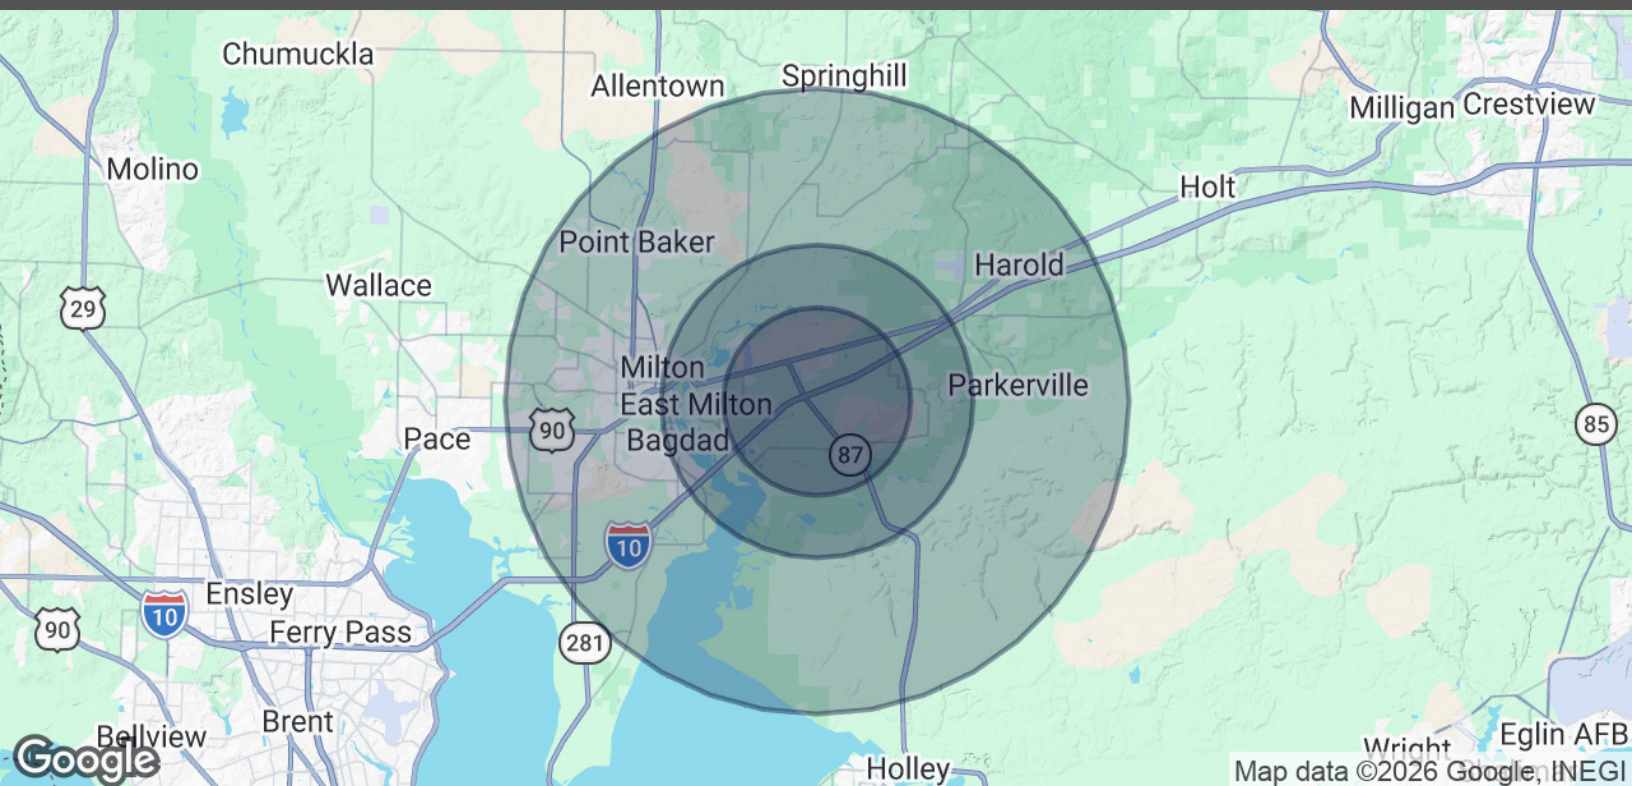 Chumuckla
Allentown
Springhill
Milligan
Crestview
Molino
Holt
Point Baker
Harold
Wallace
29
Milton
Parkerville
East Milton
90
Pace
Bagdad
87
85
10
Ensley
10
90
Ferry Pass
281
Brent
Bellview
Google
Holley
Wright
Eglin AFB
Map data ©2026 Google, INEGI